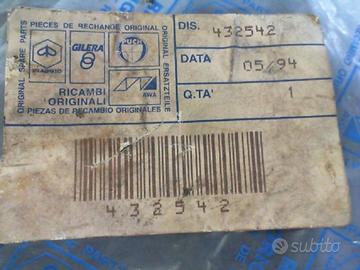 PIECES DE RECHANGE ORIGINAL
ORIGINAL SPARE PARTS
ORIGINAL ERSATZTEILE
PIAGGIO
GILERA
PUCH
AWA
RICAMBI
ORIGINALI
PIEZAS DE RECAMBIO ORIGINALES
DIS. 432542
DATA 05/94
Q.TA' 1
432542
subito